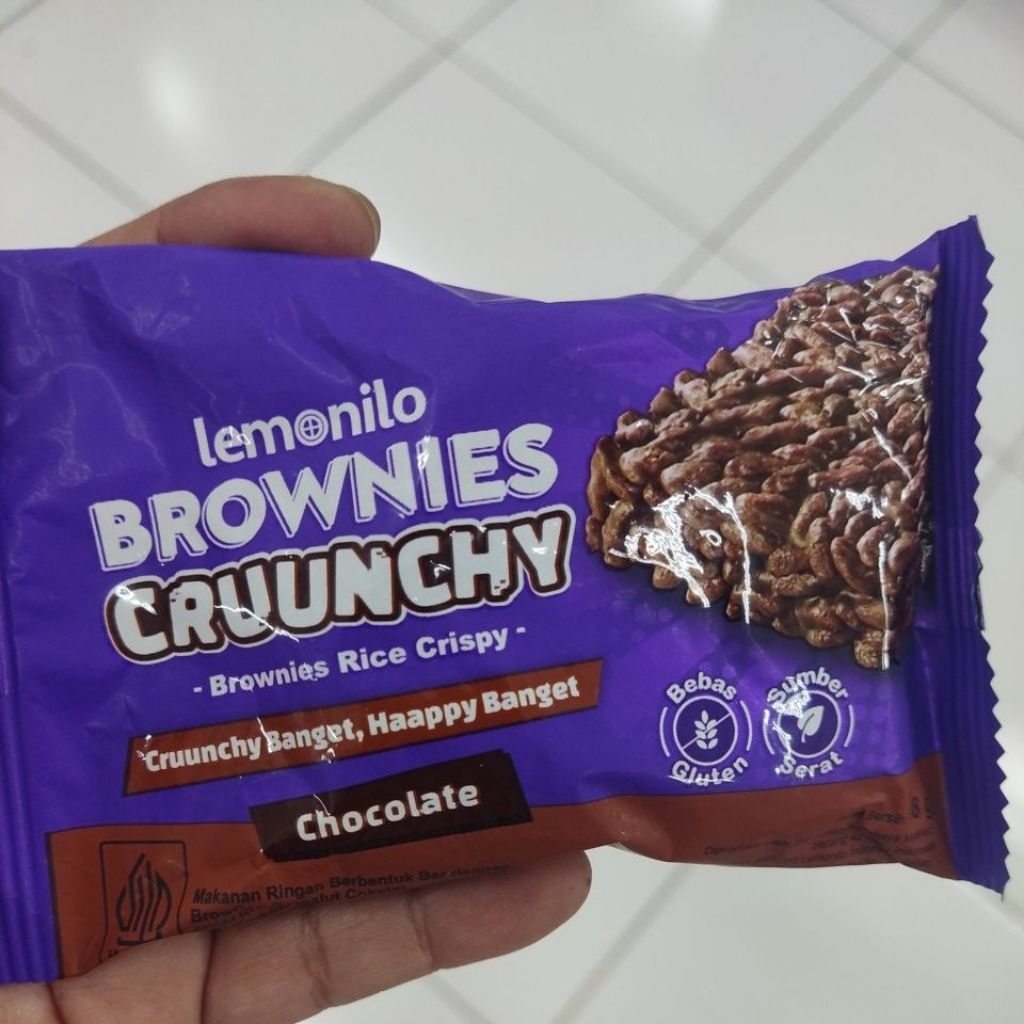 lemonilo
BROWNIES
CRUUNCHY
- Brownies Rice Crispy -
Cruunchy Banget, Haappy Banget
Chocolate
Bebas
Gluten
Sumber
Serat
Makanan Ringan Berbentuk Bar dengan